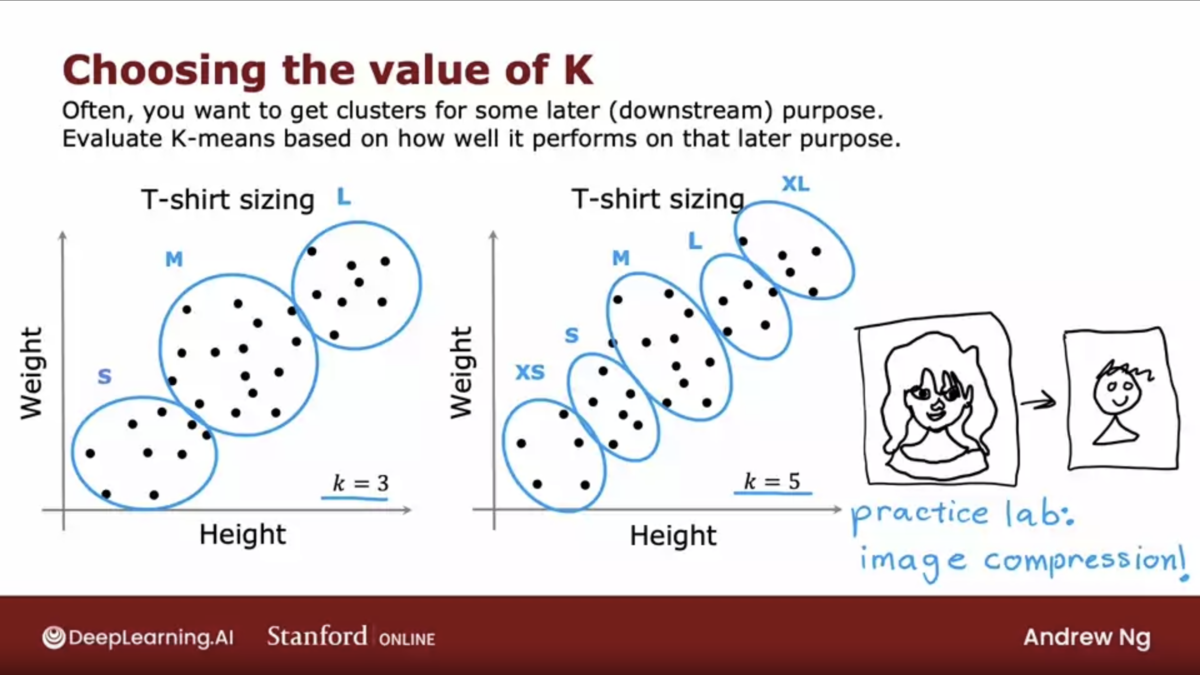 Choosing the value of K
Often, you want to get clusters for some later (downstream) purpose.
Evaluate K-means based on how well it performs on that later purpose.
T-shirt sizing
L
M
S
Weight
Height
k = 3
T-shirt sizing
XL
L
M
S
XS
Weight
Height
k = 5
practice lab:
image compression!
DeepLearning.AI
Stanford ONLINE
Andrew Ng